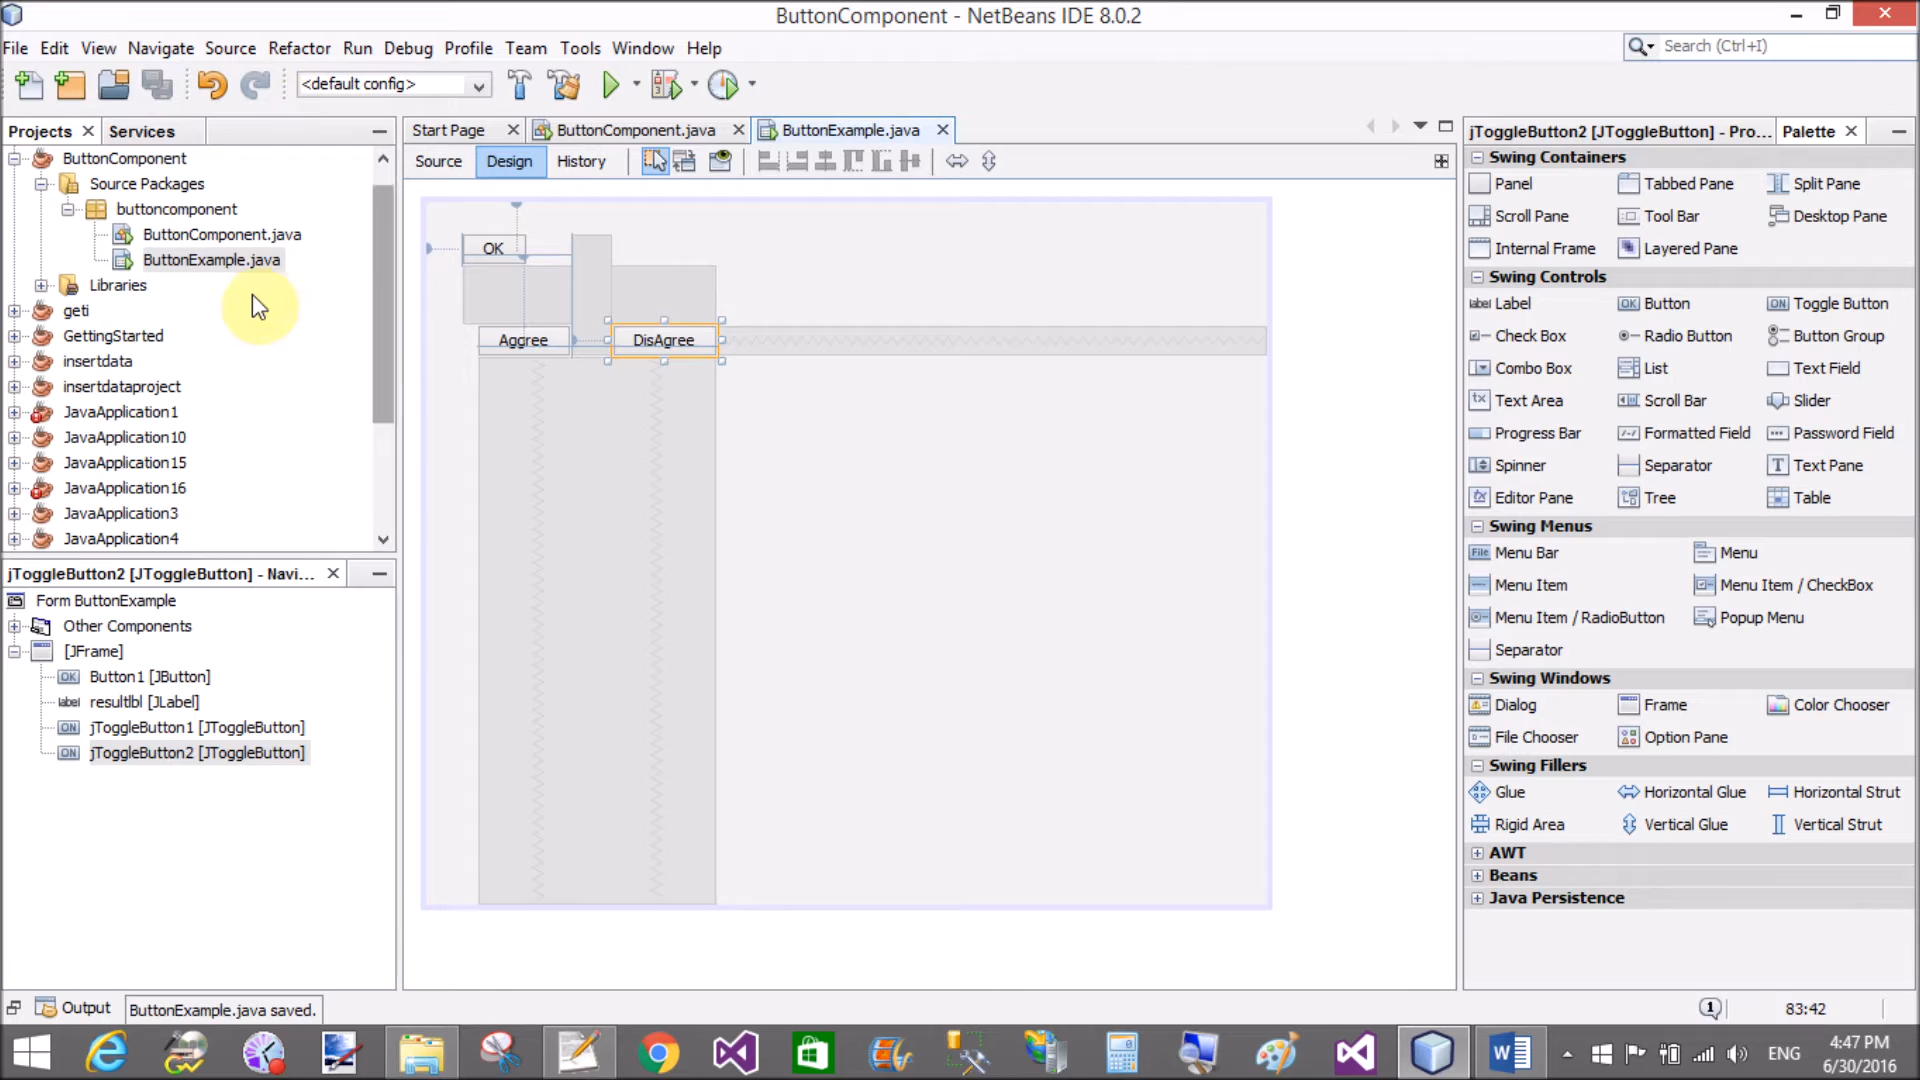 ButtonComponent - NetBeans IDE 8.0.2
File Edit View Navigate Source Refactor Run Debug Profile Team Tools Window Help
Search (Ctrl+I)
<default config>
Projects Services
Start Page ButtonComponent.java ButtonExample.java
jToggleButton2 [JToggleButton] - Pro... Palette
Source Design History
ButtonComponent
Source Packages
buttoncomponent
ButtonComponent.java
ButtonExample.java
Libraries
geti
GettingStarted
insertdata
insertdataproject
JavaApplication1
JavaApplication10
JavaApplication15
JavaApplication16
JavaApplication3
JavaApplication4
jToggleButton2 [JToggleButton] - Navi...
Form ButtonExample
Other Components
[JFrame]
OK Button1 [JButton]
label resultlbl [JLabel]
ON jToggleButton1 [JToggleButton]
ON jToggleButton2 [JToggleButton]
OK
Aggree DisAgree
Swing Containers
Panel Tabbed Pane Split Pane
Scroll Pane Tool Bar Desktop Pane
Internal Frame Layered Pane
Swing Controls
label Label OK Button ON Toggle Button
Check Box Radio Button Button Group
Combo Box List Text Field
Text Area Scroll Bar Slider
Progress Bar Formatted Field Password Field
Spinner Separator Text Pane
Editor Pane Tree Table
Swing Menus
File Menu Bar Menu
Menu Item Menu Item / CheckBox
Menu Item / RadioButton Popup Menu
Separator
Swing Windows
Dialog Frame Color Chooser
File Chooser Option Pane
Swing Fillers
Glue Horizontal Glue Horizontal Strut
Rigid Area Vertical Glue Vertical Strut
AWT
Beans
Java Persistence
Output ButtonExample.java saved.
1 83:42
ENG
4:47 PM
6/30/2016